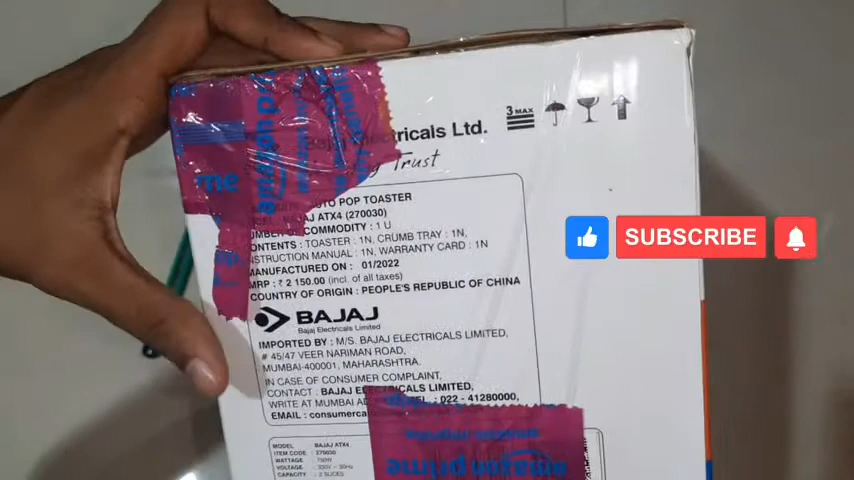 3 MAX
Electricals Ltd.
Trust
AUTO POP TOASTER
BAJAJ ATX4 (270030)
COMMODITY : 1 U
CONTENTS : TOASTER : 1N, CRUMB TRAY : 1N,
INSTRUCTION MANUAL : 1N, WARRANTY CARD : 1N
MANUFACTURED ON : 01/2022
MRP : ₹ 2 150.00 (incl. of all taxes)
COUNTRY OF ORIGIN : PEOPLE'S REPUBLIC OF CHINA
BAJAJ
Bajaj Electricals Limited
IMPORTED BY : M/S. BAJAJ ELECTRICALS LIMITED,
# 45/47 VEER NARIMAN ROAD,
MUMBAI-400001, MAHARASHTRA.
IN CASE OF CONSUMER COMPLAINT,
CONTACT : BAJAJ ELECTRICALS LIMITED,
WRITE AT MUMBAI TEL. : 022 - 41280000,
EMAIL :
MODEL : BAJAJ ATX4
ITEM CODE : 270030
WATTAGE : 750W
VOLTAGE : 230V ~ 50Hz
CAPACITY : 2 SLICES
amazon prime
SUBSCRIBE